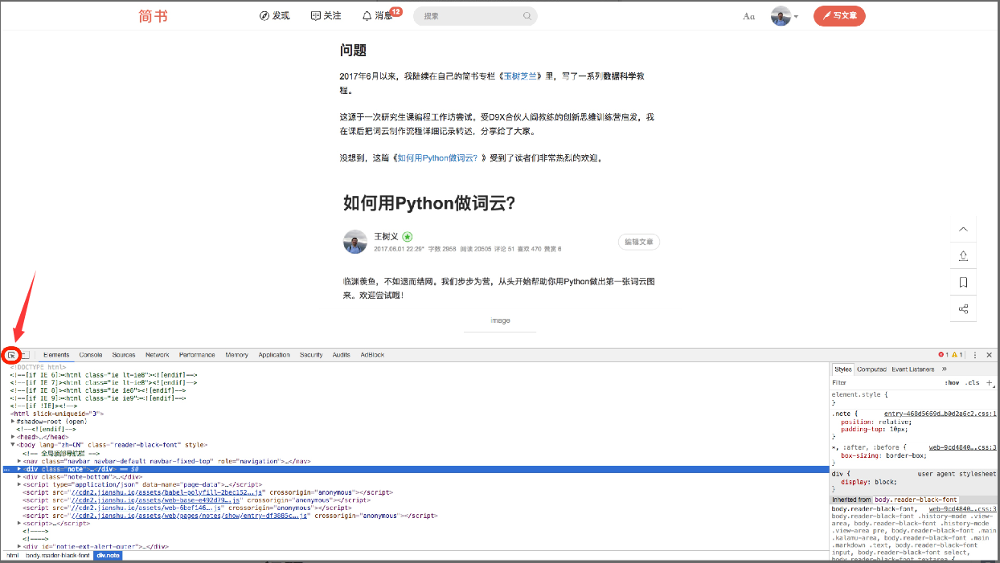 简书
发现 关注 消息 12 搜索 Aa 写文章
问题
2017年6月以来，我陆续在自己的简书专栏《玉树芝兰》里，写了一系列数据科学教
程。
这源于一次研究生课编程工作坊尝试。受D9X合伙人阎教练的创新思维训练营启发，我
在课后把词云制作流程详细记录转述，分享给了大家。
没想到，这篇《如何用Python做词云？》受到了读者们非常热烈的欢迎。
如何用Python做词云?
王树义
编辑文章
2017.06.01 22:29* 字数 2958 阅读 20505 评论 51 喜欢 470 赞赏 6
临渊羡鱼，不如退而结网。我们步步为营，从头开始帮助你用Python做出第一张词云图
来。欢迎尝试哦！
image
Elements Console Sources Network Performance Memory Application Security Audits AdBlock 1 1
<!DOCTYPE html>
<!--[if IE 6]><html class="ie lt-ie8"><![endif]-->
<!--[if IE 7]><html class="ie lt-ie8"><![endif]-->
<!--[if IE 8]><html class="ie ie8"><![endif]-->
<!--[if IE 9]><html class="ie ie9"><![endif]-->
<!--[if !IE]><!-->
<html slick-uniqueid="3">
#shadow-root (open)
<!--<![endif]-->
<head>…</head>
<body lang="zh-CN" class="reader-black-font" style>
<!-- 全局顶部导航栏 -->
<nav class="navbar navbar-default navbar-fixed-top" role="navigation">…</nav>
… <div class="note">…</div> == $0
<div class="note-bottom">…</div>
<script type="application/json" data-name="page-data">…</script>
<script src="//cdn2.jianshu.io/assets/babel-polyfill-2bec152….js" crossorigin="anonymous"></script>
<script src="//cdn2.jianshu.io/assets/web-base-e492d79….js" crossorigin="anonymous"></script>
<script src="//cdn2.jianshu.io/assets/web-6bef146….js" crossorigin="anonymous"></script>
<script src="//cdn2.jianshu.io/assets/web/pages/notes/show/entry-df3885c….js" crossorigin="anonymous"></script>
<script>…</script>
<!---->
<!---->
<div id="notie-ext-alert-outer">…</div>
html body.reader-black-font div.note
Styles Computed Event Listeners »
Filter :hov .cls +
element.style {
}
.note { entry-468d5669d…b0d2a6c2.css:1
position: relative;
padding-top: 10px;
}
*, :after, :before { web-9cd4840….css:3
box-sizing: border-box;
}
div { user agent stylesheet
display: block;
}
Inherited from body.reader-black-font
body.reader-black-font, web-9cd4840….css:3
body.reader-black-font .history-mode .view-
area, body.reader-black-font .history-mode
.view-area pre, body.reader-black-font .main
.kalamu-area, body.reader-black-font .main
.markdown .text, body.reader-black-font
input, body.reader-black-font select,
body.reader-black-font textarea {